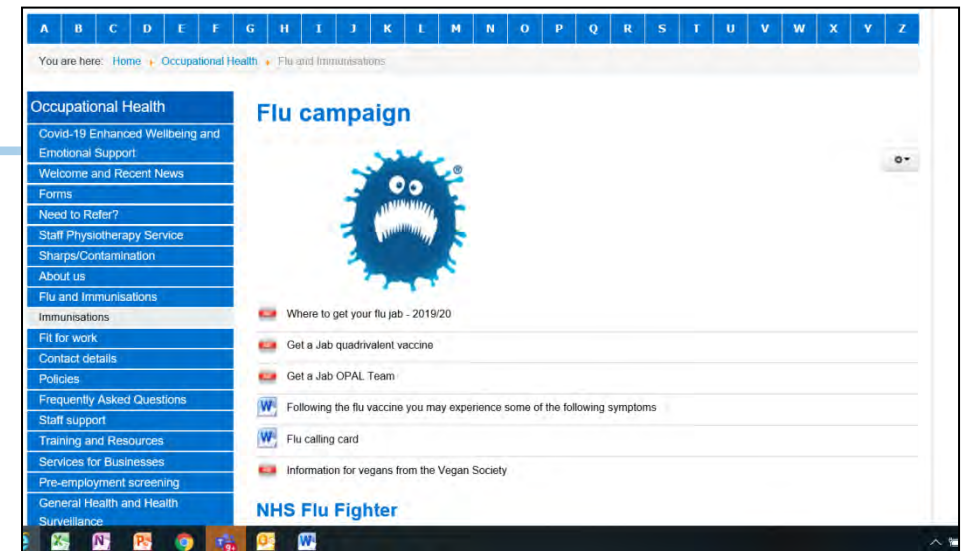 A B C D E F G H I J K L M N O P Q R S T U V W X Y Z
You are here: Home Occupational Health Flu and Immunisations
Occupational Health
Covid-19 Enhanced Wellbeing and
Emotional Support
Welcome and Recent News
Forms
Need to Refer?
Staff Physiotherapy Service
Sharps/Contamination
About us
Flu and Immunisations
Immunisations
Fit for work
Contact details
Policies
Frequently Asked Questions
Staff support
Training and Resources
Services for Businesses
Pre-employment screening
General Health and Health
Surveillance
Flu campaign
®
Where to get your flu jab - 2019/20
Get a Jab quadrivalent vaccine
Get a Jab OPAL Team
Following the flu vaccine you may experience some of the following symptoms
Flu calling card
Information for vegans from the Vegan Society
NHS Flu Fighter